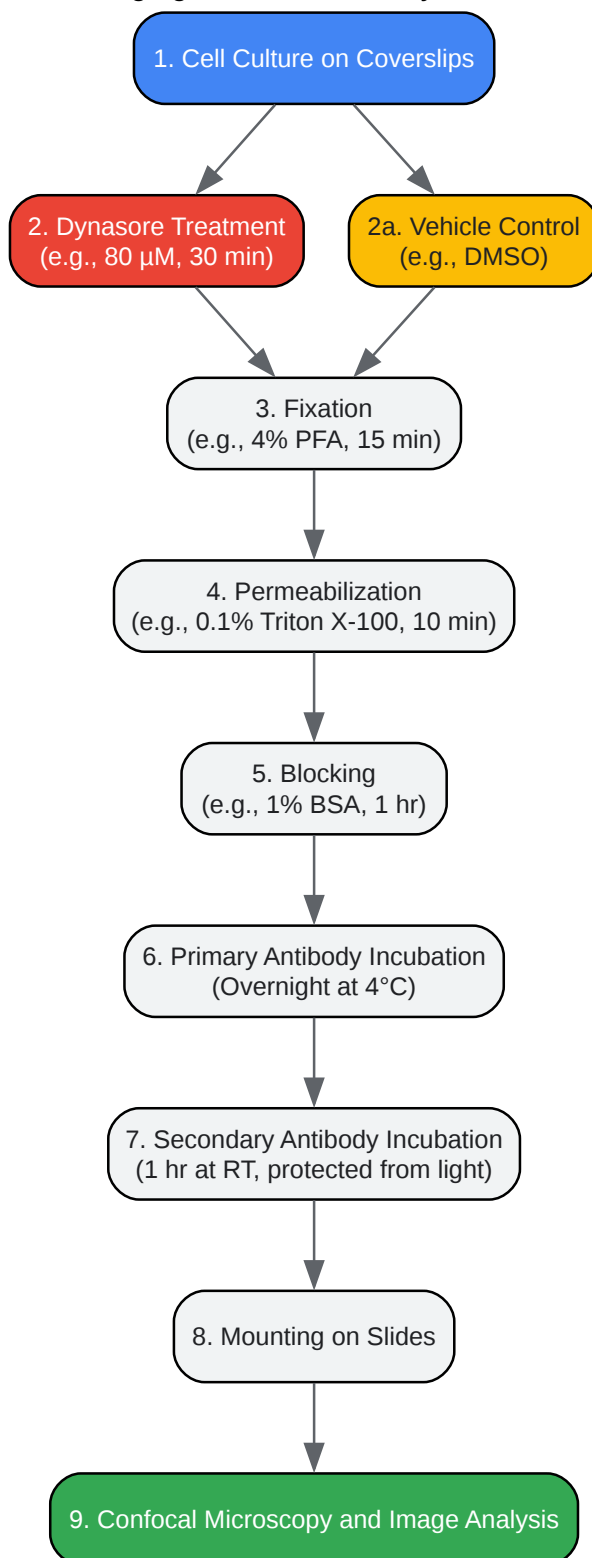 1. Cell Culture on Coverslips
2. Dynasore Treatment
(e.g., 80 µM, 30 min)
2a. Vehicle Control
(e.g., DMSO)
3. Fixation
(e.g., 4% PFA, 15 min)
4. Permeabilization
(e.g., 0.1% Triton X-100, 10 min)
5. Blocking
(e.g., 1% BSA, 1 hr)
6. Primary Antibody Incubation
(Overnight at 4°C)
7. Secondary Antibody Incubation
(1 hr at RT, protected from light)
8. Mounting on Slides
9. Confocal Microscopy and Image Analysis